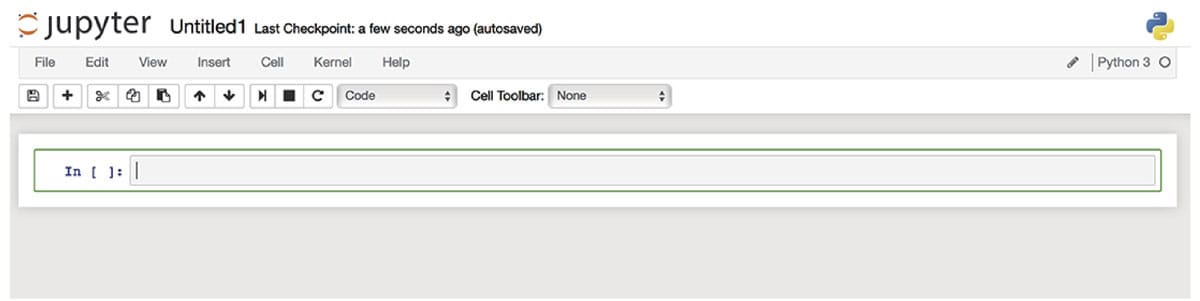 jupyter Untitled1 Last Checkpoint: a few seconds ago (autosaved)
File Edit View Insert Cell Kernel Help Python 3
Code Cell Toolbar: None
In [ ]: